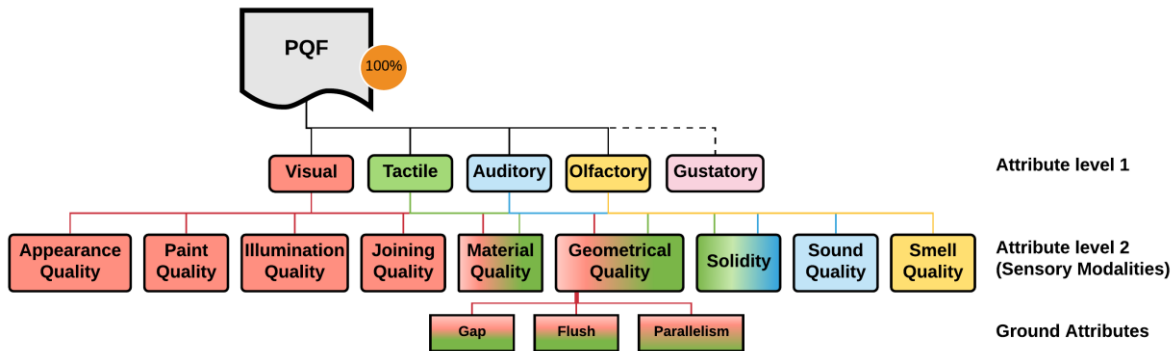 PQF
100%
Visual
Tactile
Auditory
Olfactory
Gustatory
Attribute level 1
Appearance
Quality
Paint
Quality
Illumination
Quality
Joining
Quality
Material
Quality
Geometrical
Quality
Solidity
Sound
Quality
Smell
Quality
Attribute level 2
(Sensory Modalities)
Gap
Flush
Parallelism
Ground Attributes